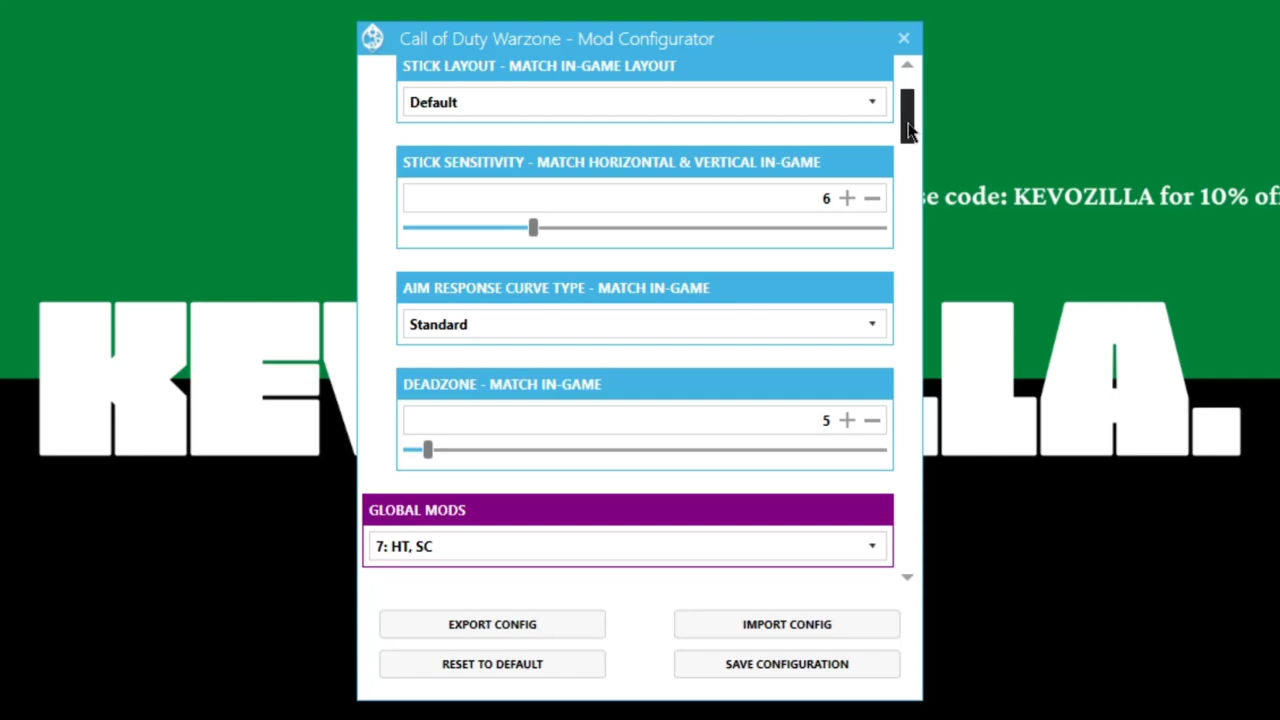 Call of Duty Warzone - Mod Configurator
STICK LAYOUT - MATCH IN-GAME LAYOUT
Default
STICK SENSITIVITY - MATCH HORIZONTAL & VERTICAL IN-GAME
6
code: KEVOZILLA for 10% off
AIM RESPONSE CURVE TYPE - MATCH IN-GAME
Standard
DEADZONE - MATCH IN-GAME
5
GLOBAL MODS
7: HT, SC
EXPORT CONFIG
IMPORT CONFIG
RESET TO DEFAULT
SAVE CONFIGURATION